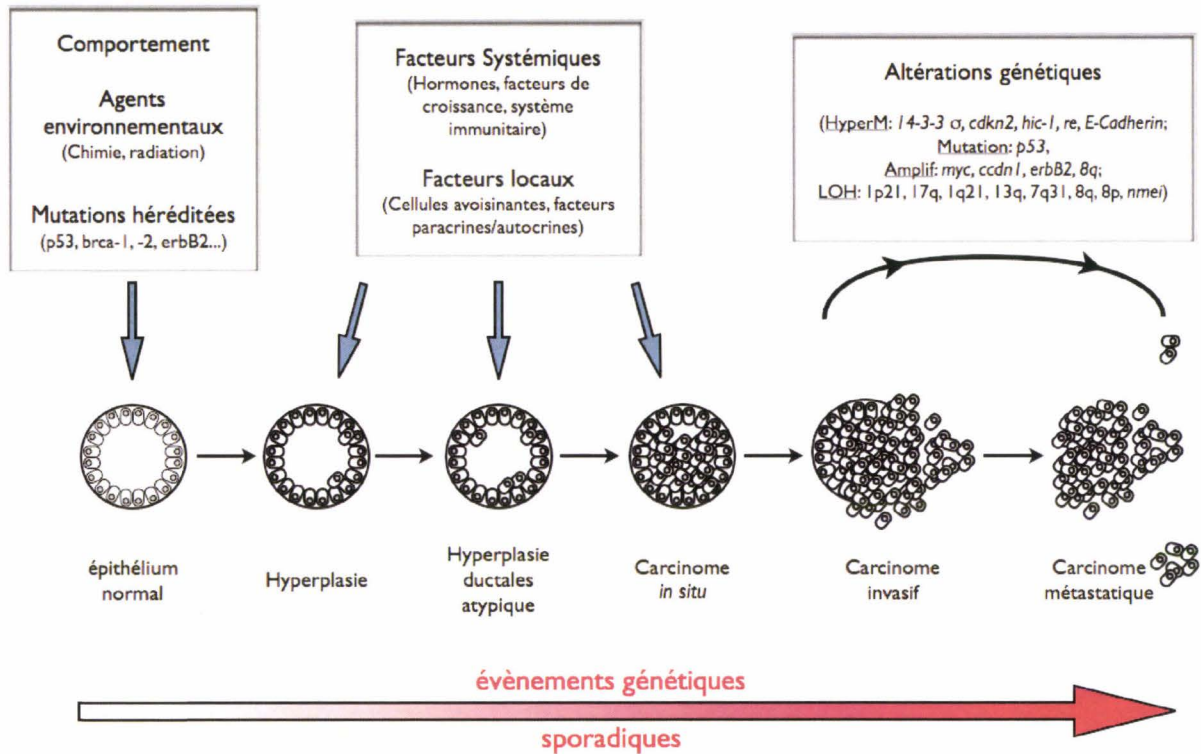 Comportement
Agents
environnementaux
(Chimie, radiation)
Mutations héréditées
(p53, brca-1, -2, erbB2...)
Facteurs Systémiques
(Hormones, facteurs de
croissance, système
immunitaire)
Facteurs locaux
(Cellules avoisinantes, facteurs
paracrines/autocrines)
Altérations génétiques
(HyperM: 14-3-3 σ, cdkn2, hic-1, re, E-Cadherin;
Mutation: p53,
Amplif: myc, ccdn1, erbB2, 8q;
LOH: 1p21, 17q, 1q21, 13q, 7q31, 8q, 8p, nmei)
épithélium
normal
Hyperplasie
Hyperplasie
ductales
atypique
Carcinome
in situ
Carcinome
invasif
Carcinome
métastatique
évènements génétiques
sporadiques